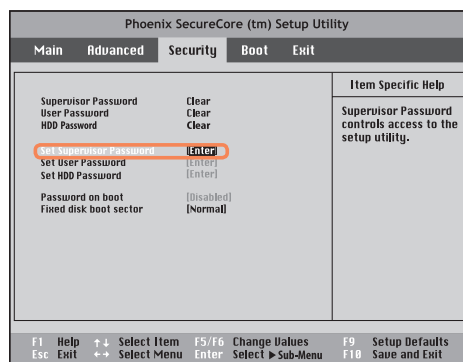 Phoenix SecureCore (tm) Setup Utility
Main Advanced Security Boot Exit
Item Specific Help
Supervisor Password Clear
User Password Clear
HDD Password Clear
Supervisor Password
controls access to the
setup utility.
Set Supervisor Password [Enter]
Set User Password [Enter]
Set HDD Password [Enter]
Password on boot [Disabled]
Fixed disk boot sector [Normal]
F1 Help ↑↓ Select Item F5/F6 Change Values F9 Setup Defaults
Esc Exit ←→ Select Menu Enter Select ▶ Sub-Menu F10 Save and Exit